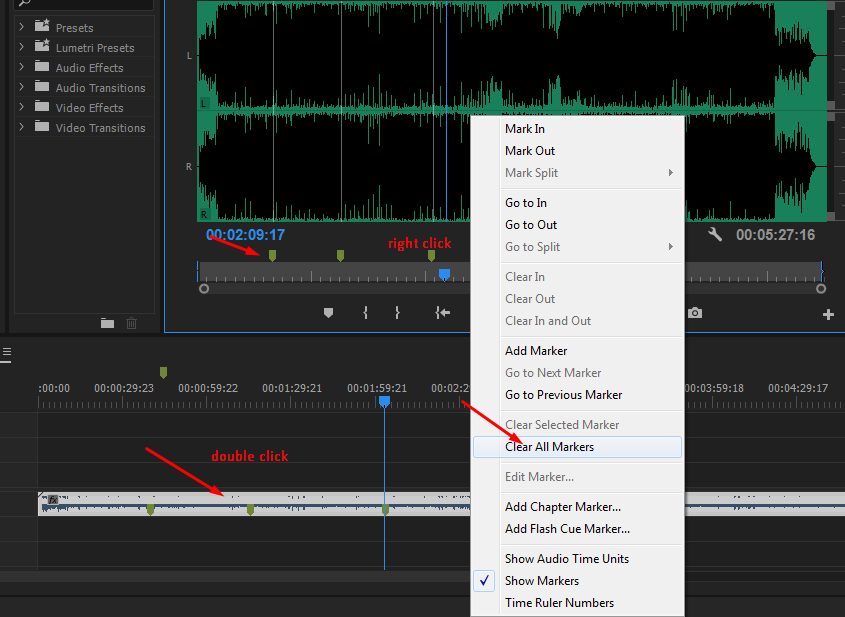 Presets
Lumetri Presets
Audio Effects
Audio Transitions
Video Effects
Video Transitions
L
L
R
R
00:02:09:17
right click
00:05:27:16
:00:00
00:00:29:23
00:00:59:22
00:01:29:21
00:01:59:21
00:02:2
00:03:59:18
00:04:29:17
double click
fx
Mark In
Mark Out
Mark Split
Go to In
Go to Out
Go to Split
Clear In
Clear Out
Clear In and Out
Add Marker
Go to Next Marker
Go to Previous Marker
Clear Selected Marker
Clear All Markers
Edit Marker...
Add Chapter Marker...
Add Flash Cue Marker...
Show Audio Time Units
Show Markers
Time Ruler Numbers